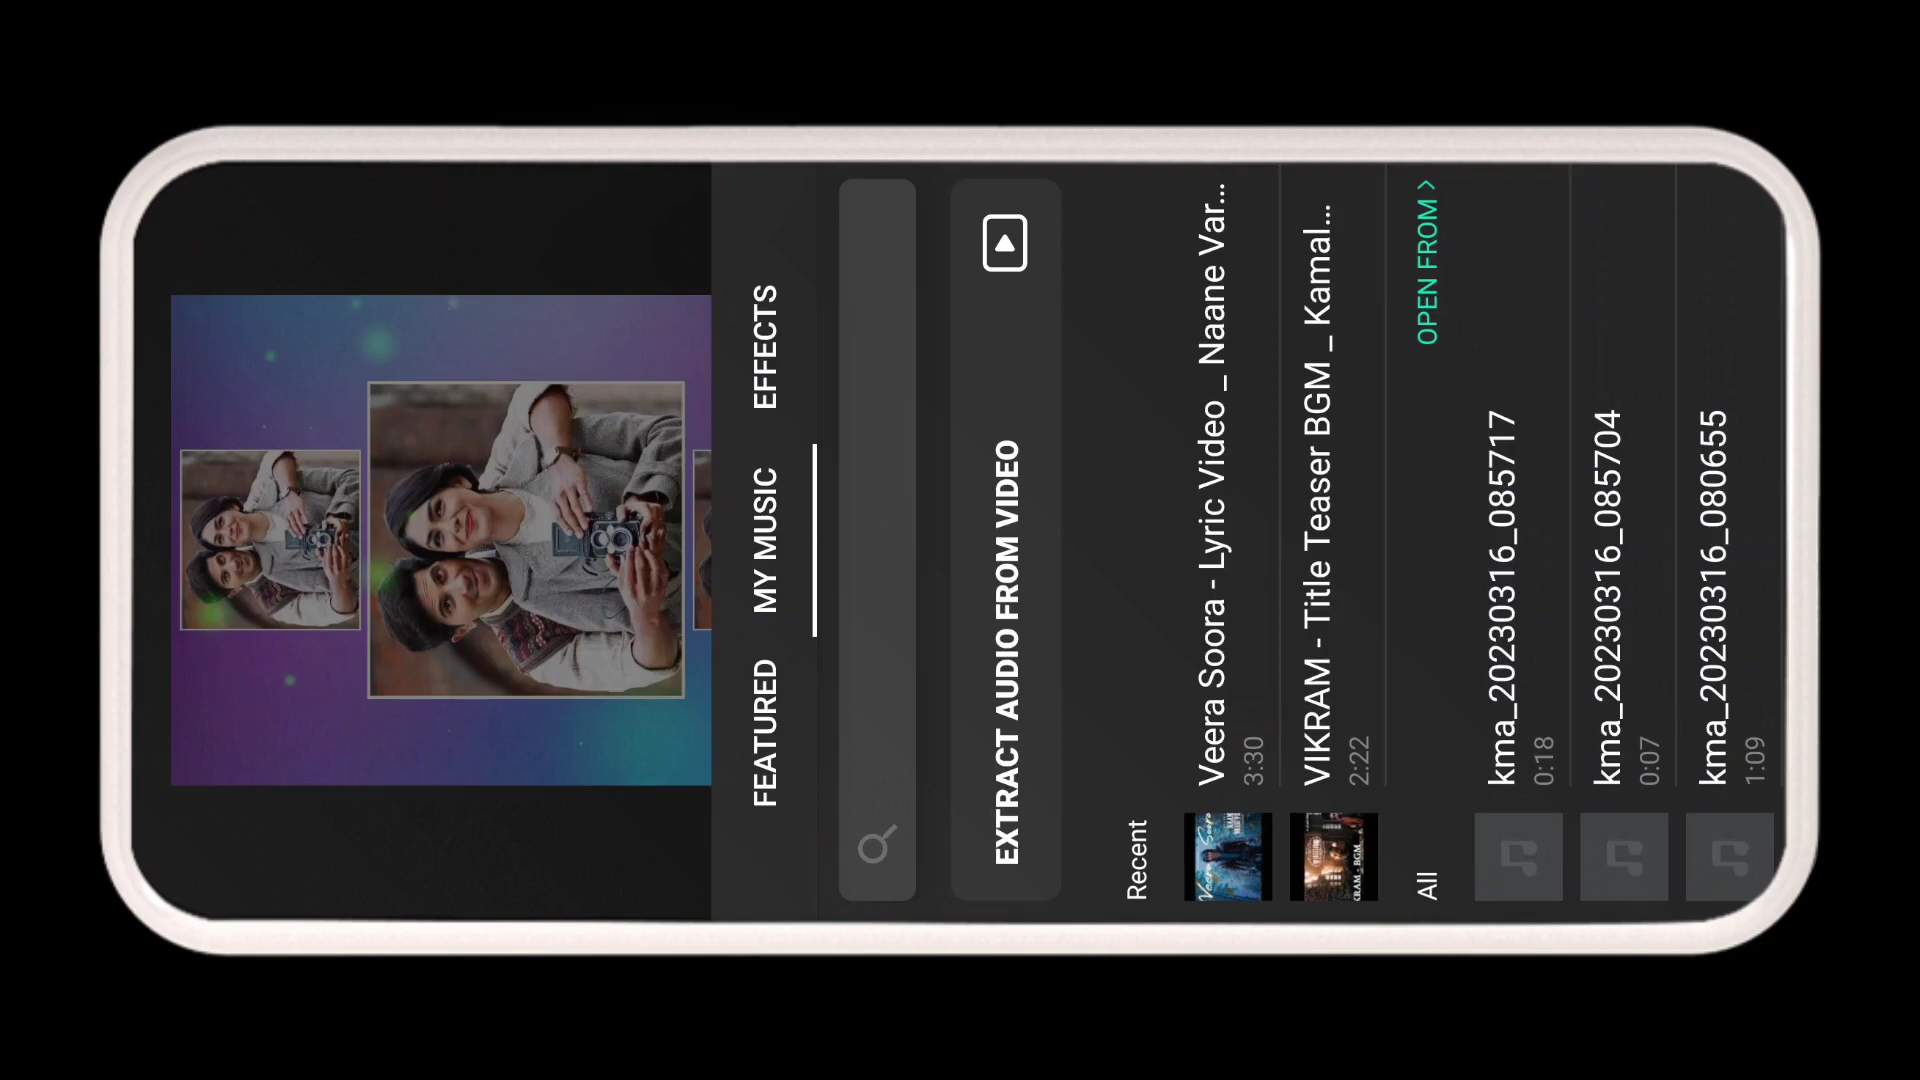 FEATURED MY MUSIC EFFECTS
EXTRACT AUDIO FROM VIDEO
Recent
Veera Soora - Lyric Video _ Naane Var...
3:30
VIKRAM - Title Teaser BGM _ Kamal...
2:22
All OPEN FROM >
kma_20230316_085717
0:18
kma_20230316_085704
0:07
kma_20230316_080655
1:09